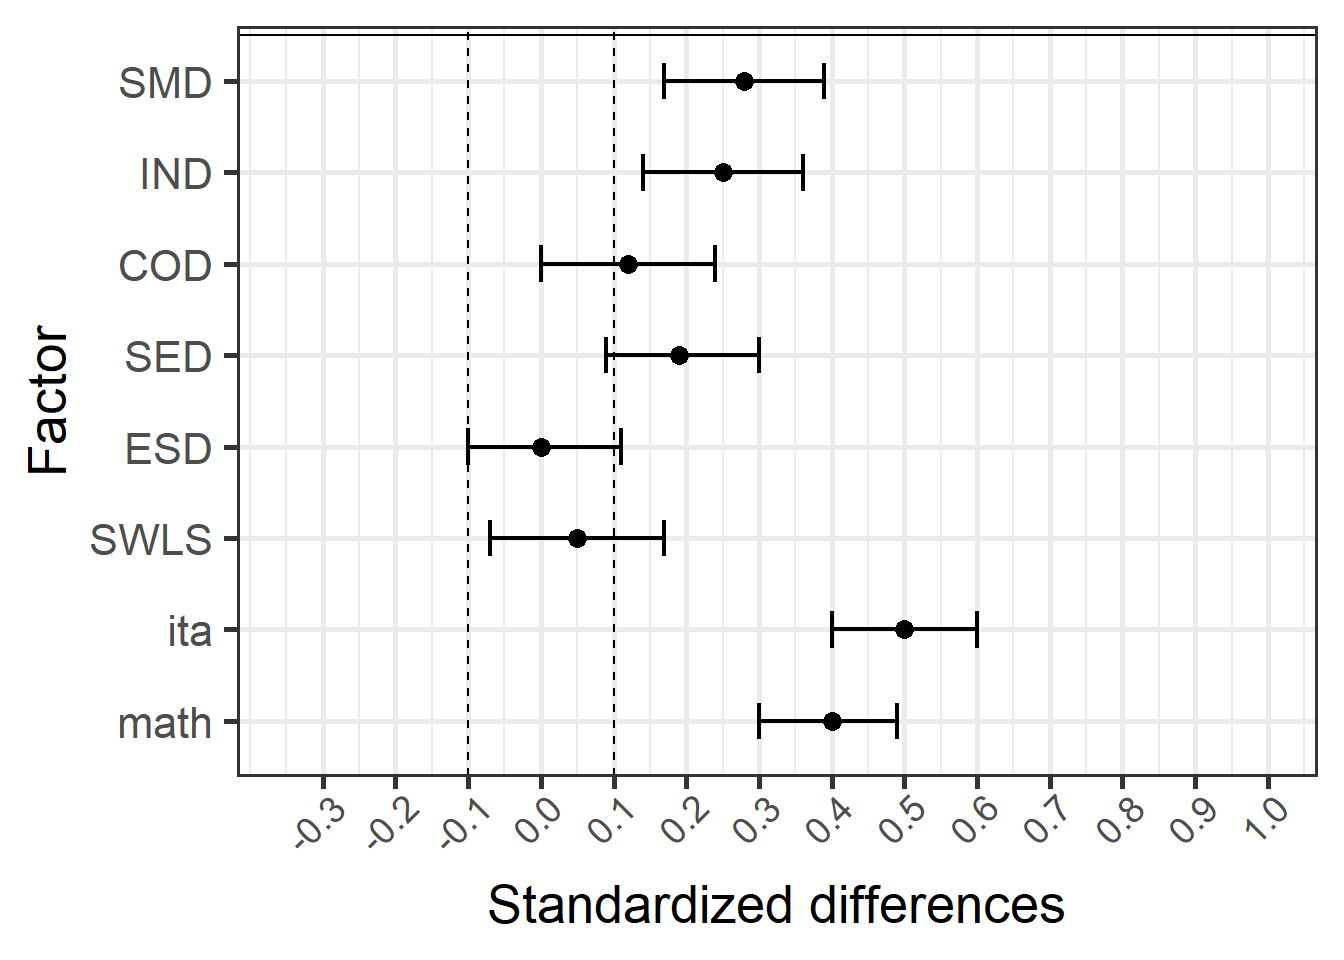 SMD
IND
COD
SED
ESD
SWLS
ita
math
Factor
-0.3
-0.2
-0.1
0.0
0.1
0.2
0.3
0.4
0.5
0.6
0.7
0.8
0.9
1.0
Standardized differences